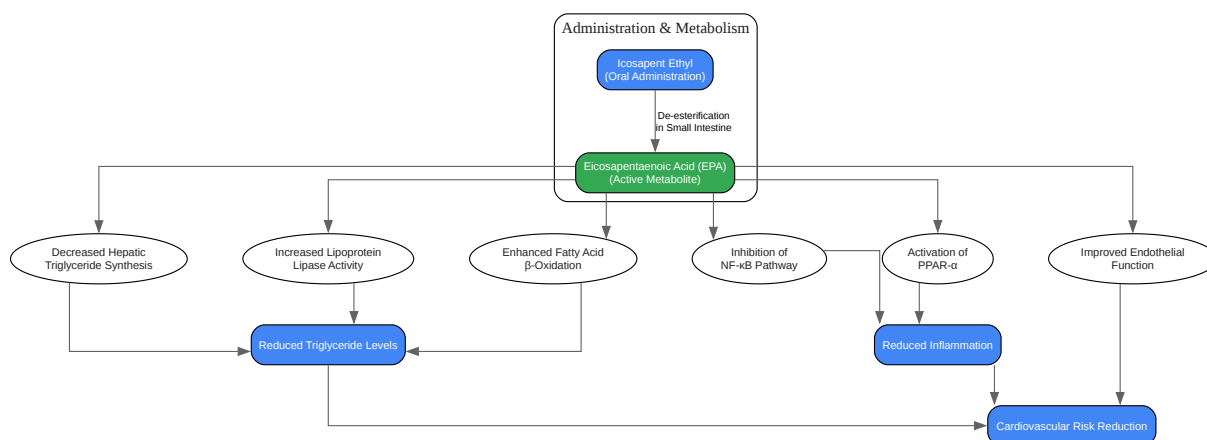 Administration & Metabolism
Icosapent Ethyl
(Oral Administration)
De-esterification
in Small Intestine
Eicosapentaenoic Acid (EPA)
(Active Metabolite)
Decreased Hepatic
Triglyceride Synthesis
Increased Lipoprotein
Lipase Activity
Enhanced Fatty Acid
β-Oxidation
Inhibition of
NF-κB Pathway
Activation of
PPAR-α
Improved Endothelial
Function
Reduced Triglyceride Levels
Reduced Inflammation
Cardiovascular Risk Reduction